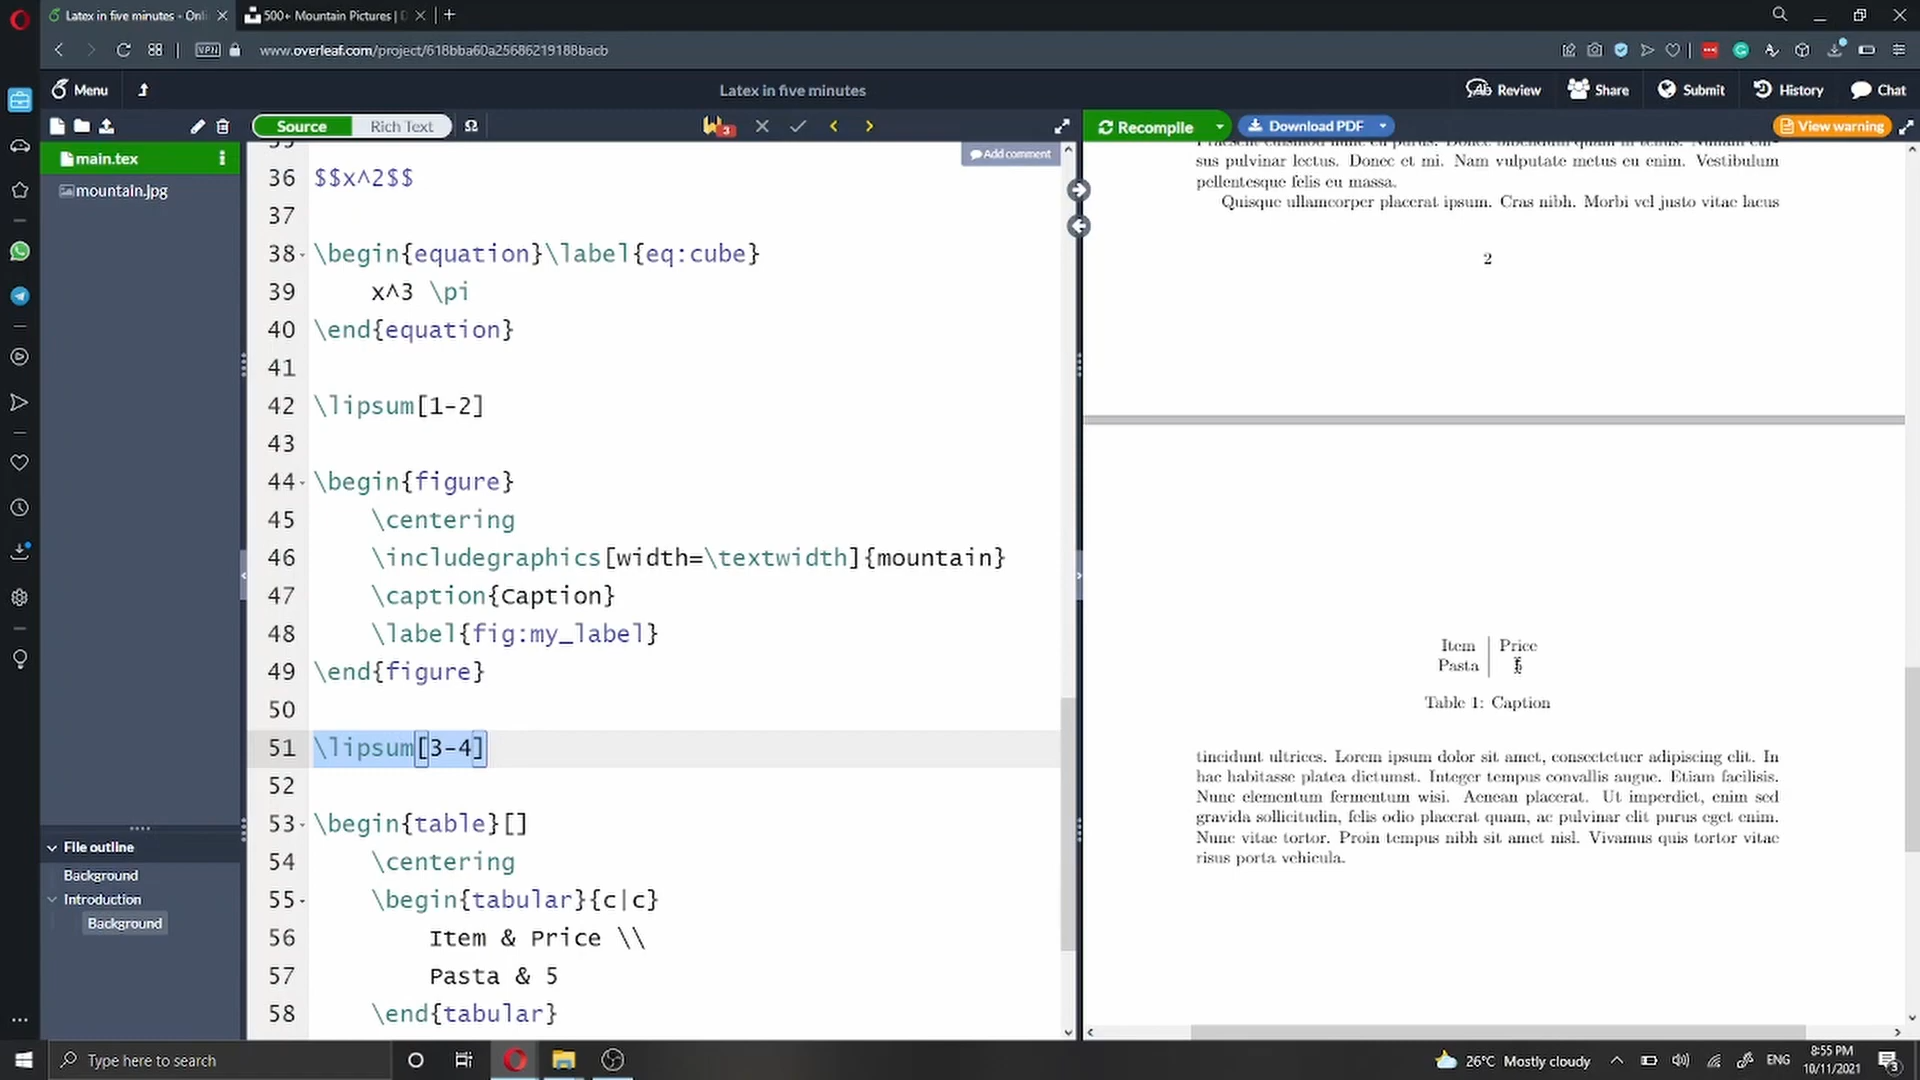 Latex in five minutes - Onli
500+ Mountain Pictures | D
VPN
www.overleaf.com/project/618bba60a25686219188bacb
Menu
Latex in five minutes
Review
Share
Submit
History
Chat
Source
Rich Text
Ω
3
Recompile
Download PDF
View warning
main.tex
mountain.jpg
Add comment
36 $$x^2$$
37
38 \begin{equation}\label{eq:cube}
39 x^3 \pi
40 \end{equation}
41
42 \lipsum[1-2]
43
44 \begin{figure}
45 \centering
46 \includegraphics[width=\textwidth]{mountain}
47 \caption{Caption}
48 \label{fig:my_label}
49 \end{figure}
50
51 \lipsum[3-4]
52
53 \begin{table}[]
54 \centering
55 \begin{tabular}{c|c}
56 Item & Price \\
57 Pasta & 5
58 \end{tabular}
File outline
Background
Introduction
Background
sus pulvinar lectus. Donec et mi. Nam vulputate metus eu enim. Vestibulum
pellentesque felis eu massa.
Quisque ullamcorper placerat ipsum. Cras nibh. Morbi vel justo vitae lacus
2
Item Price
Pasta
Table 1: Caption
tincidunt ultrices. Lorem ipsum dolor sit amet, consectetuer adipiscing elit. In
hac habitasse platea dictumst. Integer tempus convallis augue. Etiam facilisis.
Nunc elementum fermentum wisi. Aenean placerat. Ut imperdiet, enim sed
gravida sollicitudin, felis odio placerat quam, ac pulvinar elit purus eget enim.
Nunc vitae tortor. Proin tempus nibh sit amet nisl. Vivamus quis tortor vitae
risus porta vehicula.
Type here to search
26°C Mostly cloudy
ENG
8:55 PM
10/11/2021
3